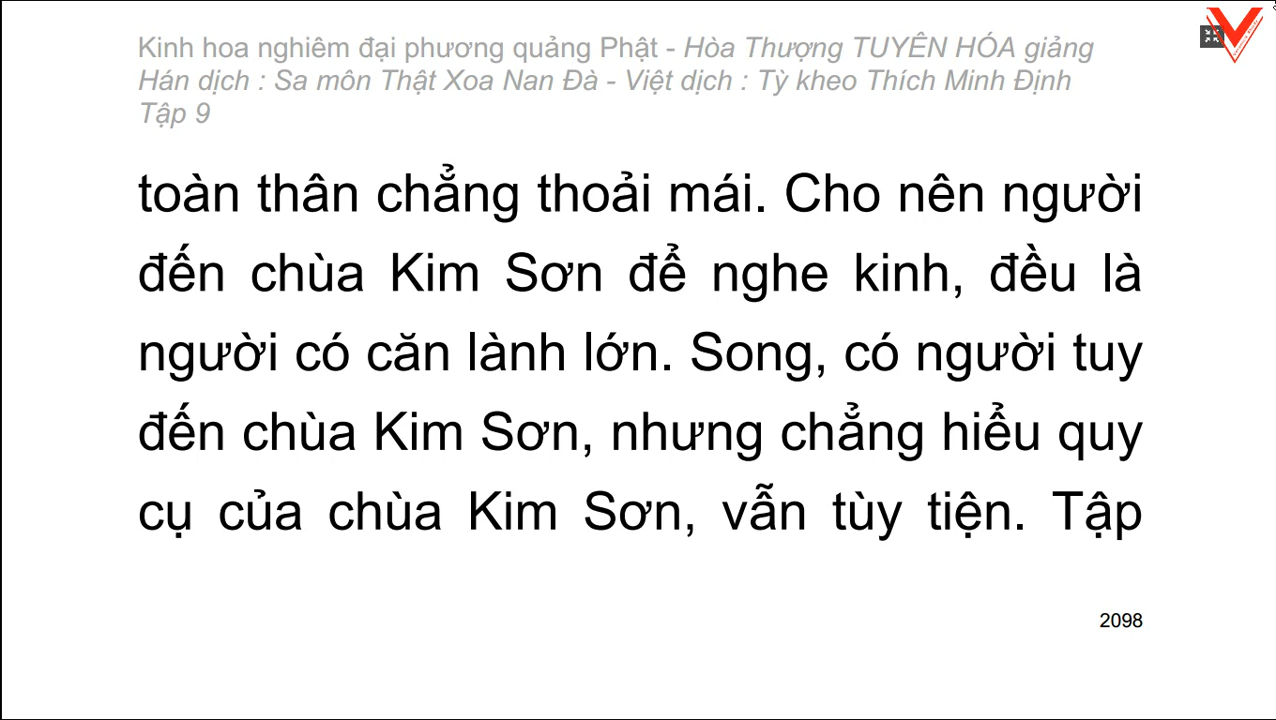 Kinh hoa nghiêm đại phương quảng Phật - Hòa Thượng TUYÊN HÓA giảng
Hán dịch : Sa môn Thật Xoa Nan Đà - Việt dịch : Tỳ kheo Thích Minh Định
Tập 9
toàn thân chẳng thoải mái. Cho nên người
đến chùa Kim Sơn để nghe kinh, đều là
người có căn lành lớn. Song, có người tuy
đến chùa Kim Sơn, nhưng chẳng hiểu quy
cụ của chùa Kim Sơn, vẫn tùy tiện. Tập
2098